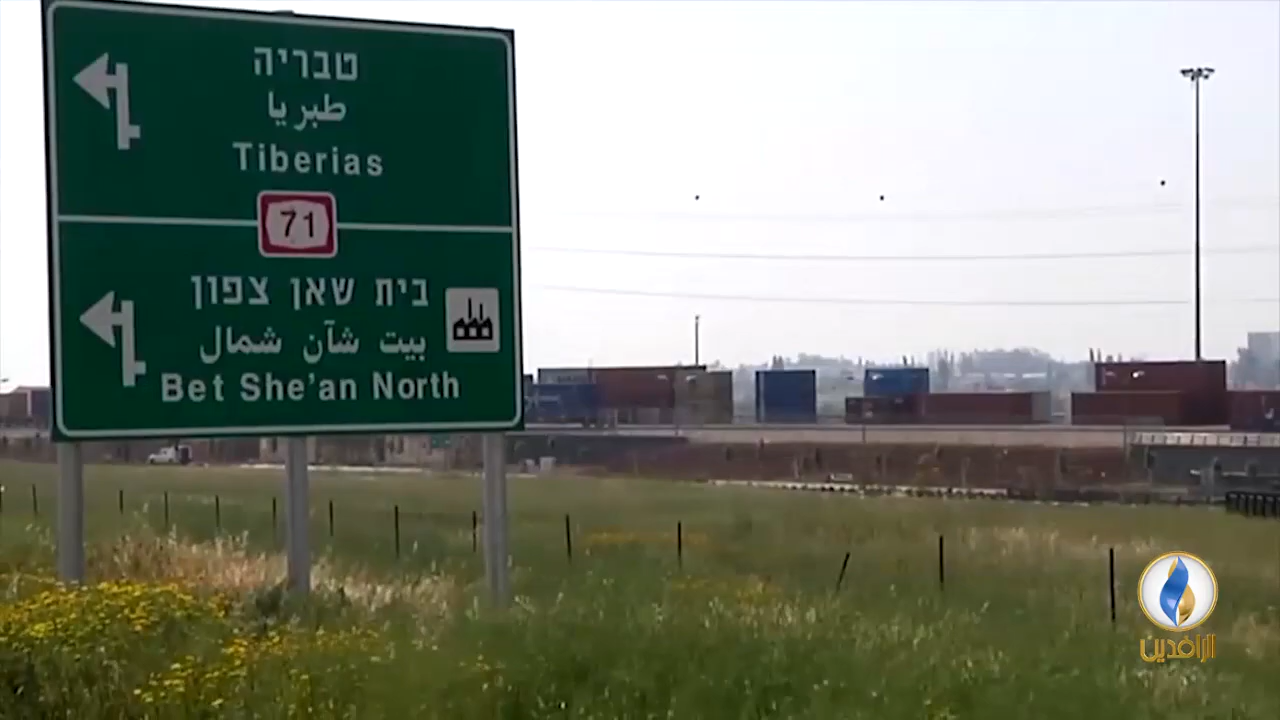 טבריה
طبريا
Tiberias
71
בית שאן צפון
بيت شآن شمال
Bet She'an North
الرافدين